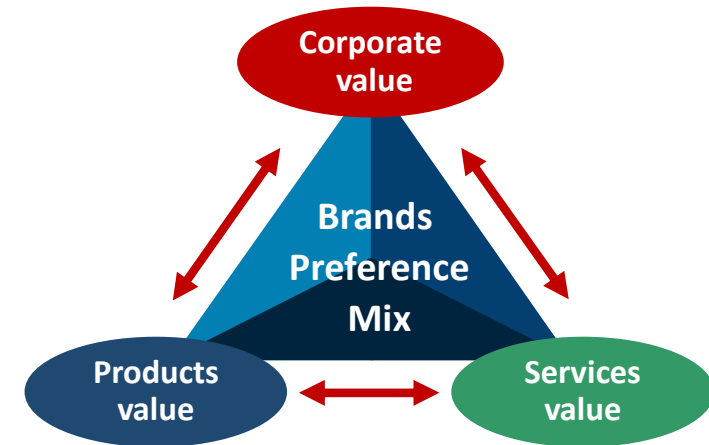 Corporate
value
Brands
Preference
Mix
Products
value
Services
value